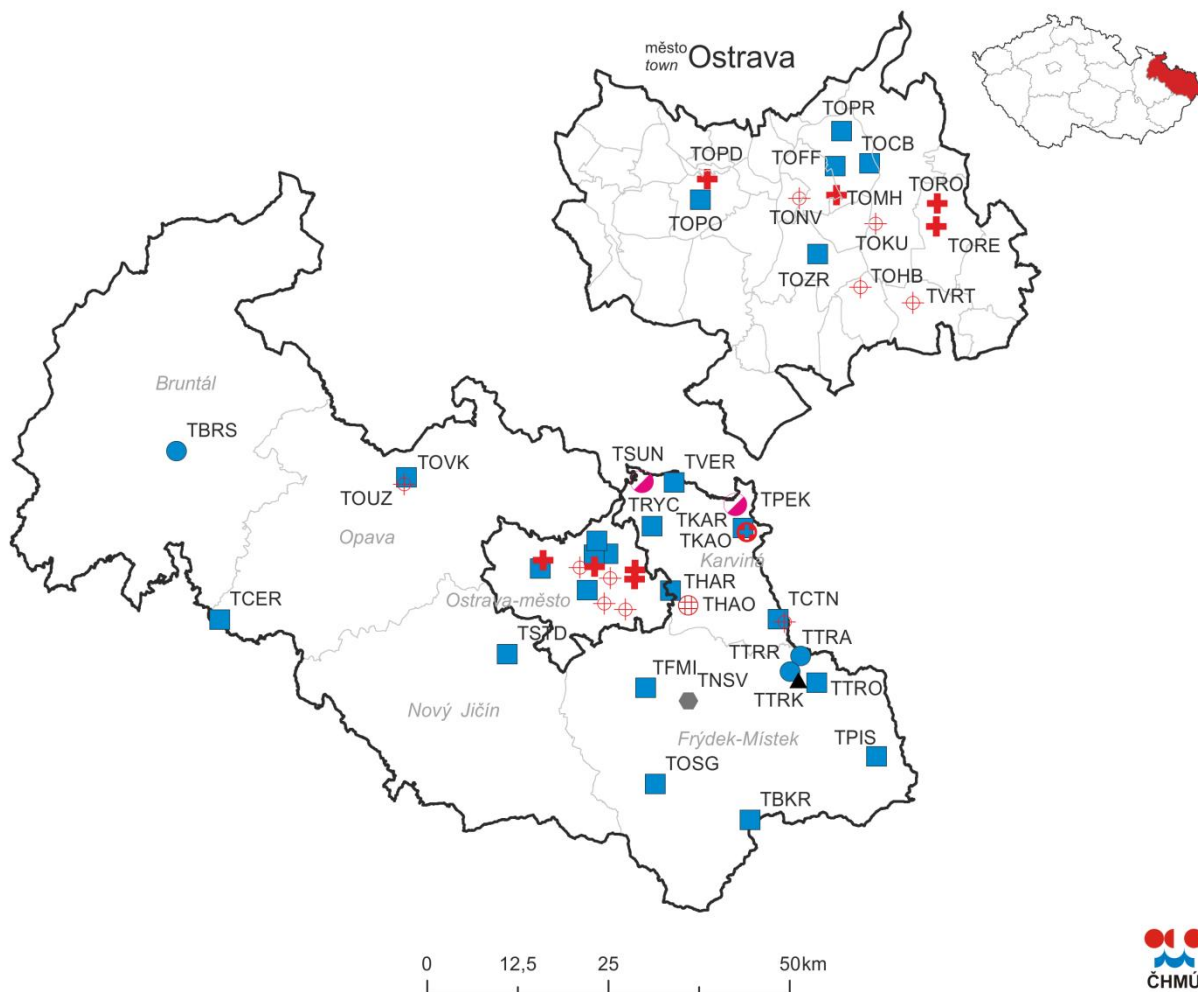 město
town
Ostrava
TOPR
TOPD
TOFF
TOCB
TORO
TOMH
TOPO
TONV
TOKU
TORE
TOZR
TOHB
TVRT
Bruntál
TBRS
TSUN
TVER
TOVK
TPEK
TOUZ
TRYC
TKAR
TKAO
Opava
Karviná
THAR
TCER
Ostrava-město
THAO
TCTN
TSTD
TTRA
TTRR
TFMI
TNSV
TTRO
TTRK
Nový Jičín
Frýdek-Místek
TPIS
TOSG
TBKR
0
12,5
25
50km
ČHMÚ